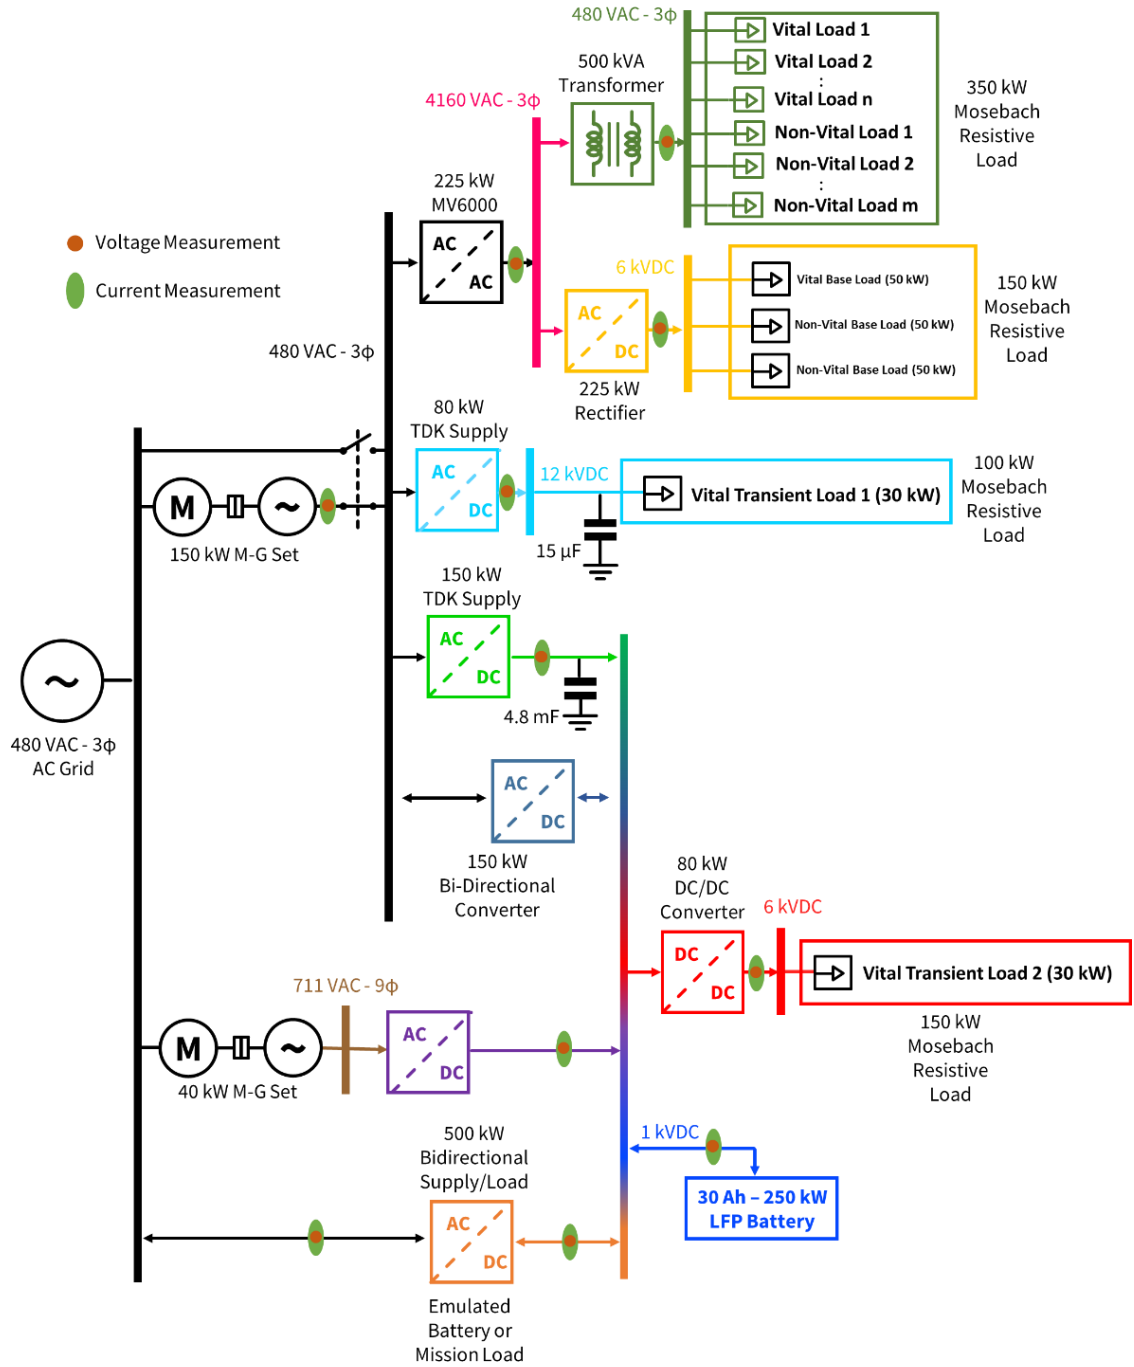 480 VAC - 3ϕ
500 kVA
Transformer
Vital Load 1
Vital Load 2
⋮
Vital Load n
Non-Vital Load 1
Non-Vital Load 2
⋮
Non-Vital Load m
350 kW
Mosebach
Resistive
Load
4160 VAC - 3ϕ
225 kW
MV6000
AC
AC
Voltage Measurement
Current Measurement
6 kVDC
AC
DC
225 kW
Rectifier
Vital Base Load (50 kW)
Non-Vital Base Load (50 kW)
Non-Vital Base Load (50 kW)
150 kW
Mosebach
Resistive
Load
480 VAC - 3ϕ
80 kW
TDK Supply
AC
DC
12 kVDC
15 µF
Vital Transient Load 1 (30 kW)
100 kW
Mosebach
Resistive
Load
M
~
150 kW M-G Set
150 kW
TDK Supply
AC
DC
4.8 mF
~
480 VAC - 3ϕ
AC Grid
AC
DC
150 kW
Bi-Directional
Converter
80 kW
DC/DC
Converter
DC
DC
6 kVDC
Vital Transient Load 2 (30 kW)
150 kW
Mosebach
Resistive
Load
711 VAC - 9ϕ
M
~
40 kW M-G Set
AC
DC
1 kVDC
30 Ah – 250 kW
LFP Battery
500 kW
Bidirectional
Supply/Load
AC
DC
Emulated
Battery or
Mission Load